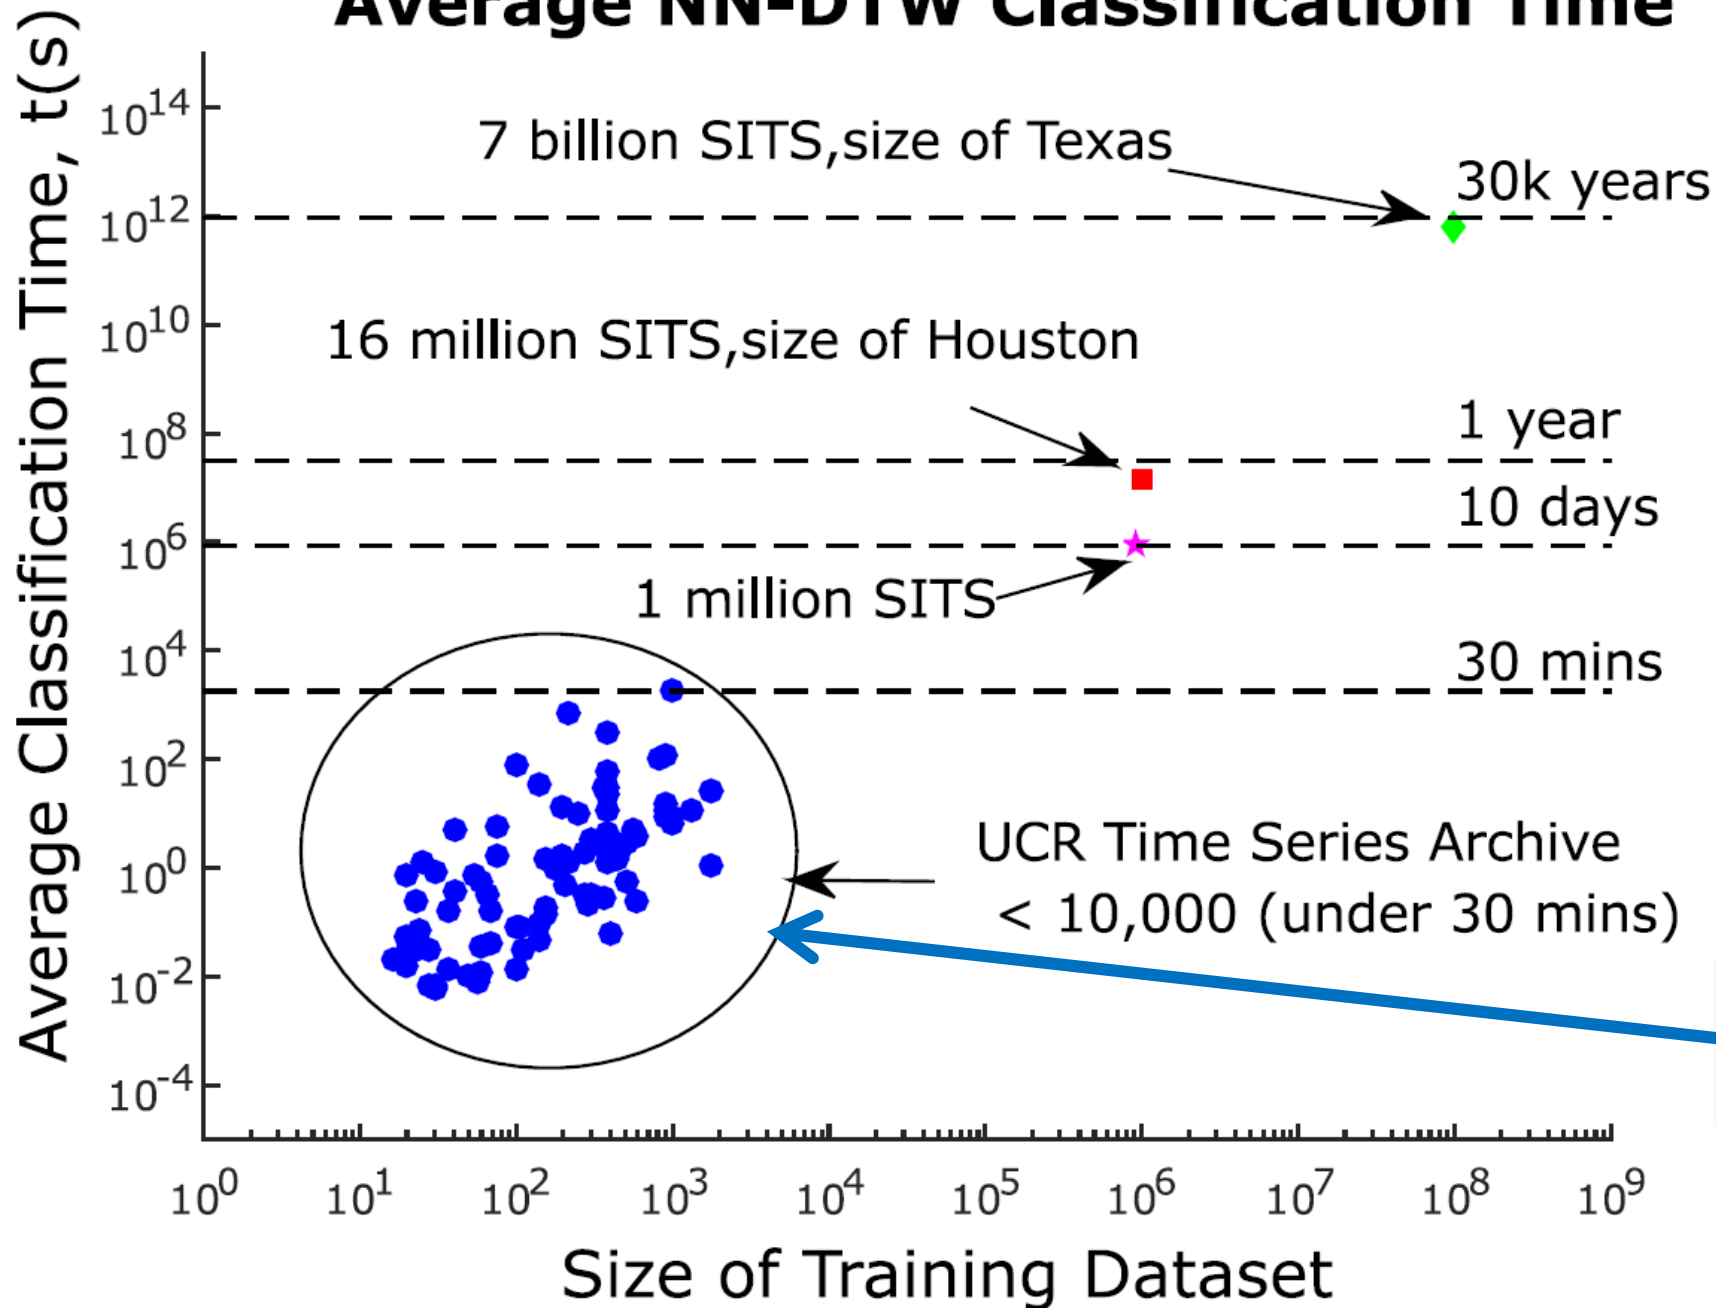 Average NN-DTW Classification Time
Average Classification Time, t(s)
10^14
10^12
10^10
10^8
10^6
10^4
10^2
10^0
10^-2
10^-4
7 billion SITS,size of Texas
30k years
16 million SITS,size of Houston
1 year
10 days
1 million SITS
30 mins
UCR Time Series Archive
< 10,000 (under 30 mins)
10^0 10^1 10^2 10^3 10^4 10^5 10^6 10^7 10^8 10^9
Size of Training Dataset